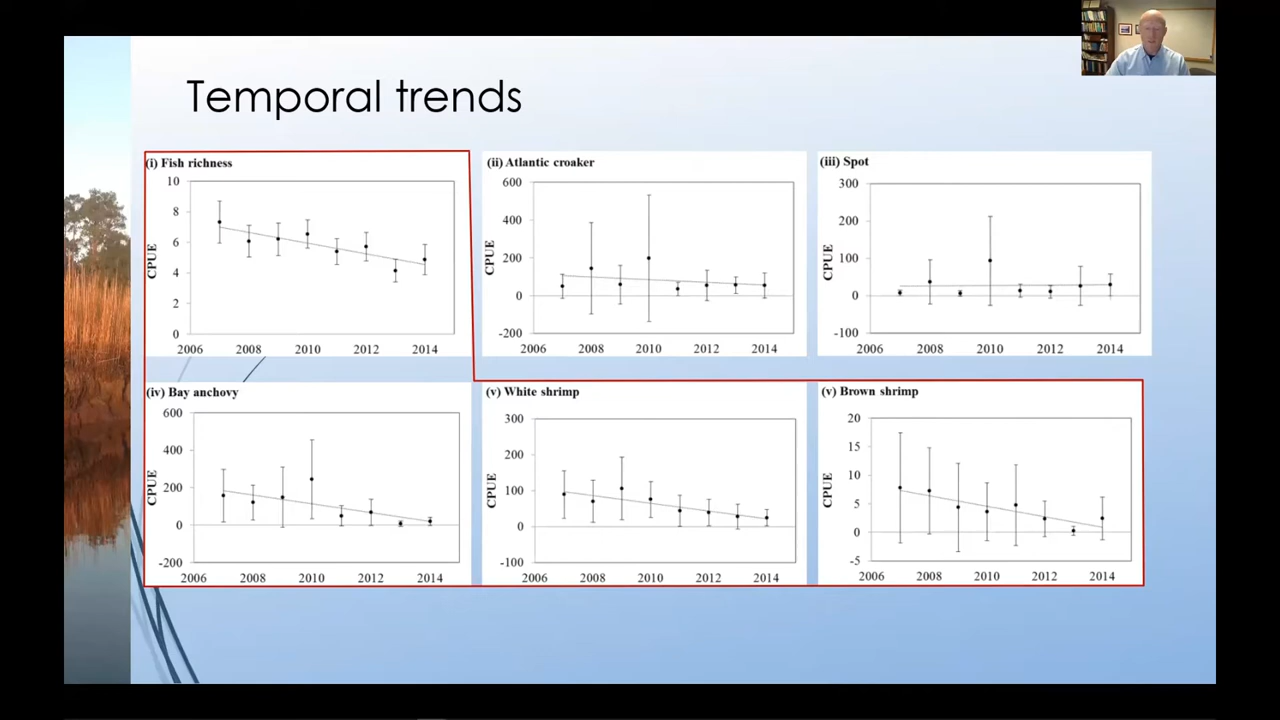 Temporal trends
(i) Fish richness
10
8
6
4
2
0
CPUE
2006 2008 2010 2012 2014
(ii) Atlantic croaker
600
400
200
0
-200
CPUE
2006 2008 2010 2012 2014
(iii) Spot
300
200
100
0
-100
CPUE
2006 2008 2010 2012 2014
(iv) Bay anchovy
600
400
200
0
-200
CPUE
2006 2008 2010 2012 2014
(v) White shrimp
300
200
100
0
-100
CPUE
2006 2008 2010 2012 2014
(v) Brown shrimp
20
15
10
5
0
-5
CPUE
2006 2008 2010 2012 2014